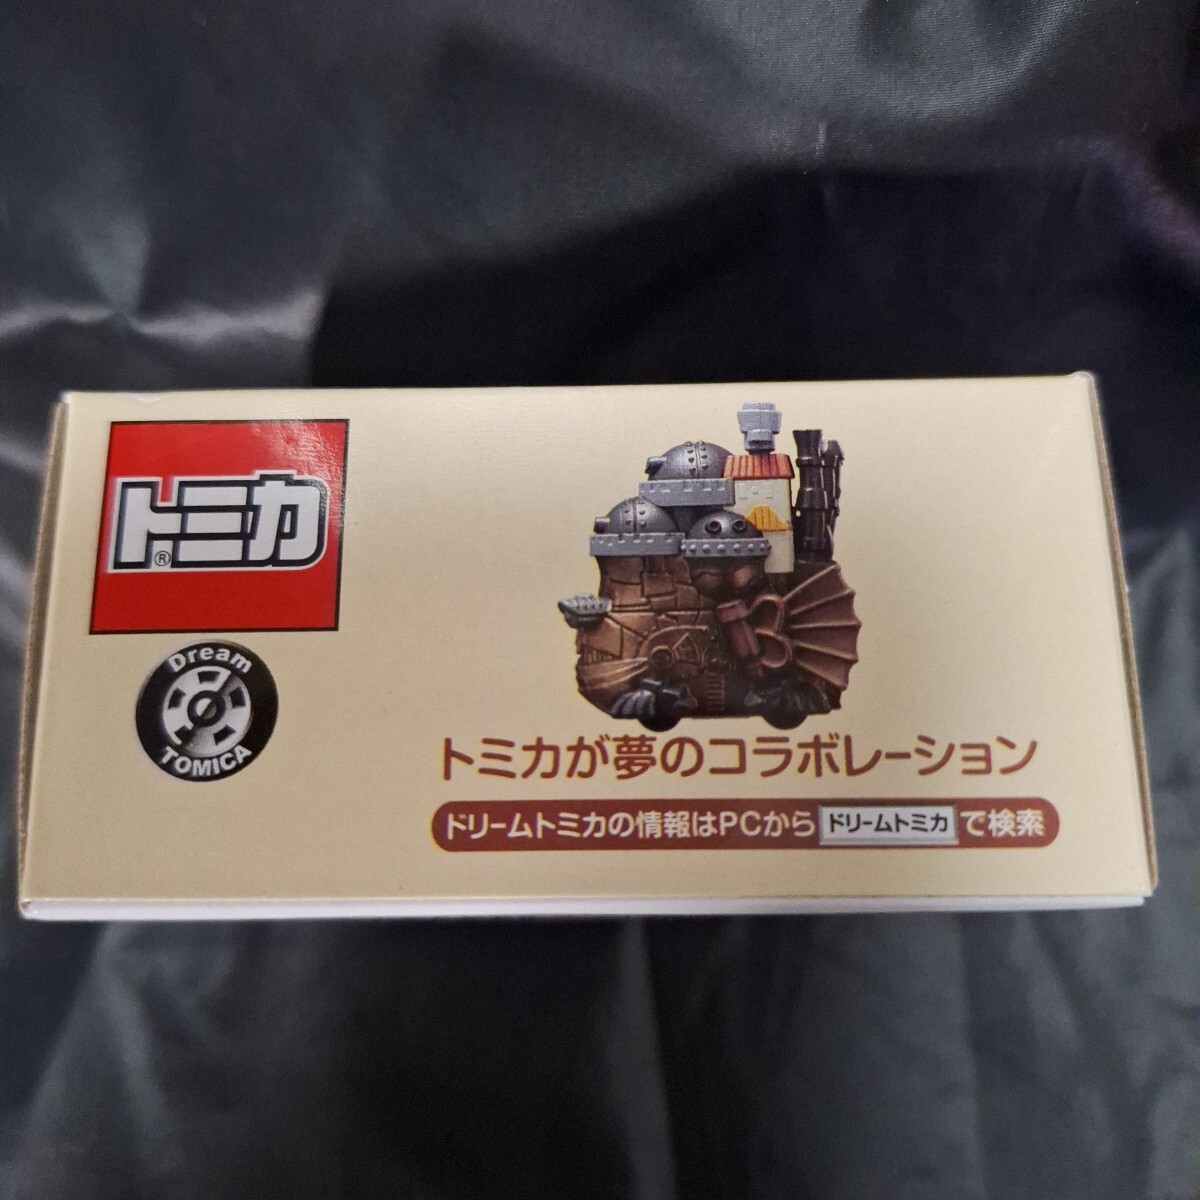 トミカ
®
Dream
TOMICA
トミカが夢のコラボレーション
ドリームトミカの情報はPCから ドリームトミカ で検索